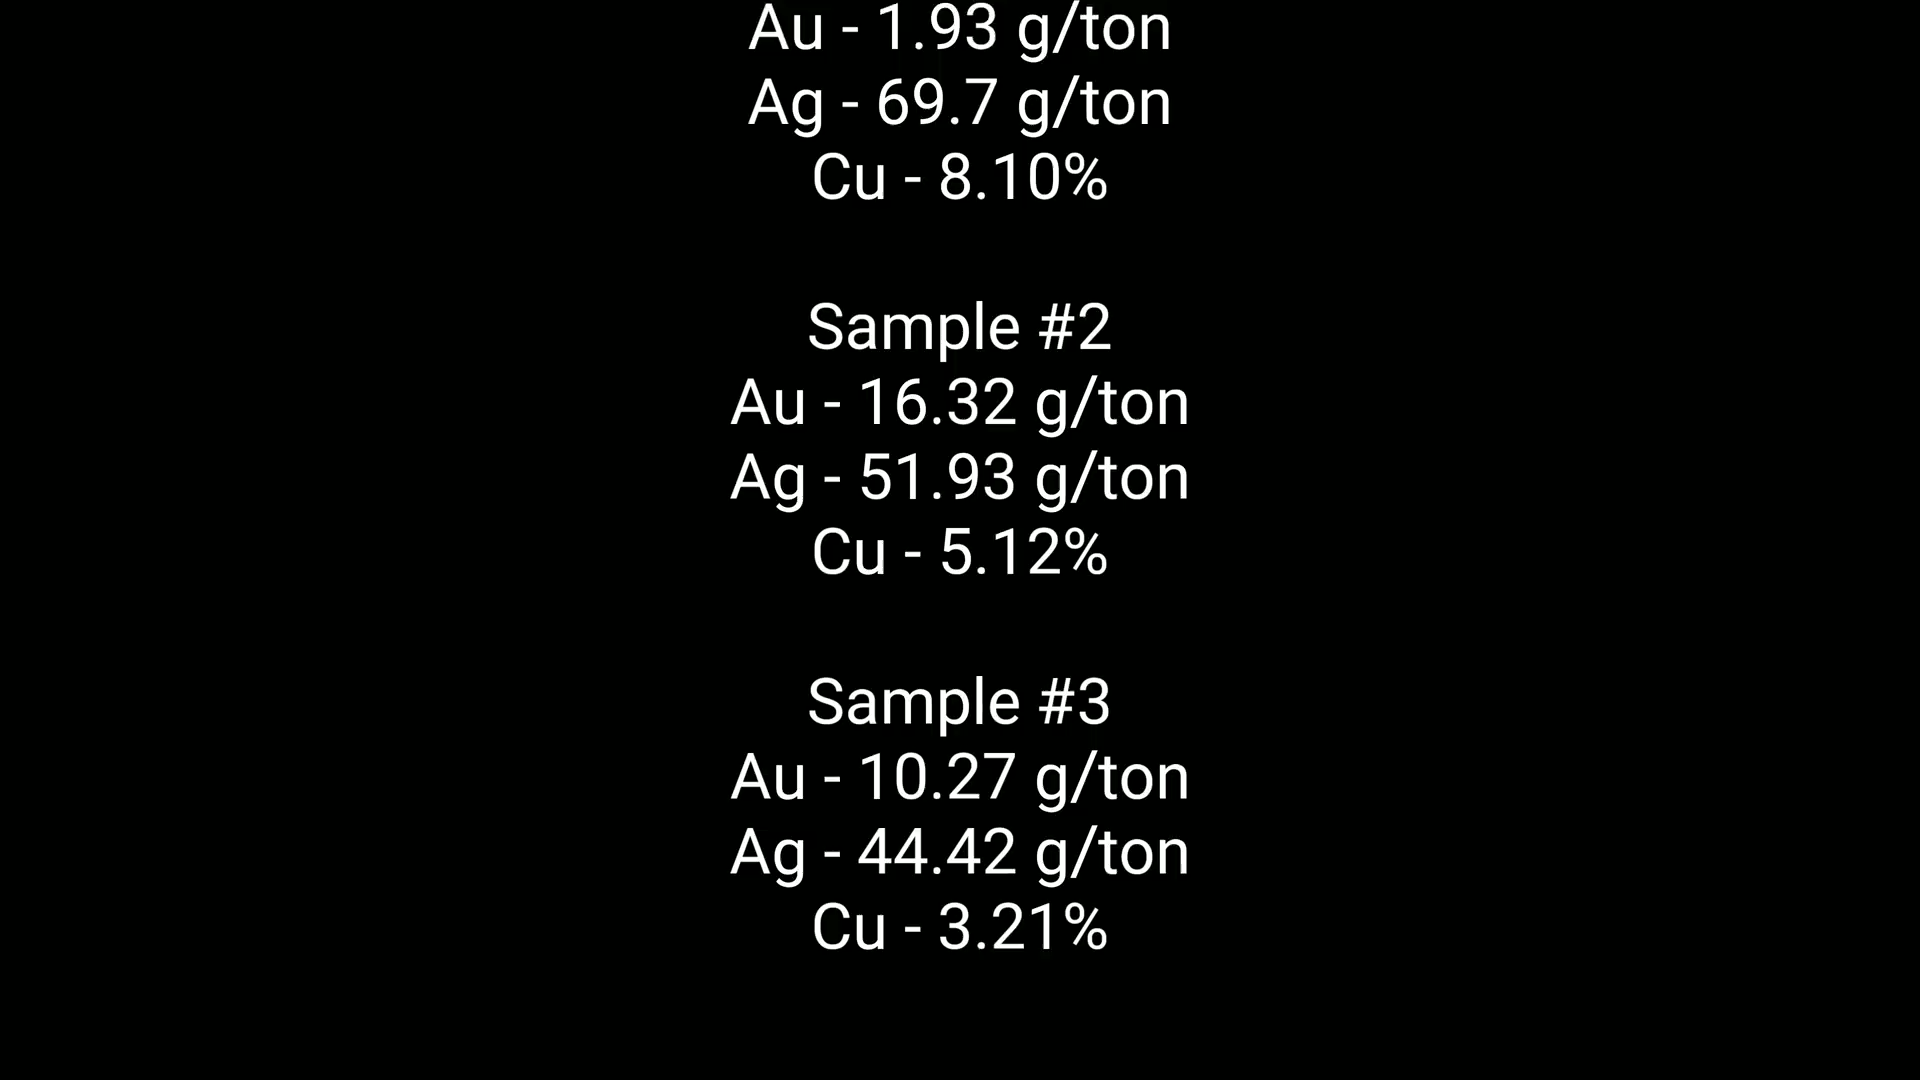 Au - 1.93 g/ton
Ag - 69.7 g/ton
Cu - 8.10%
Sample #2
Au - 16.32 g/ton
Ag - 51.93 g/ton
Cu - 5.12%
Sample #3
Au - 10.27 g/ton
Ag - 44.42 g/ton
Cu - 3.21%